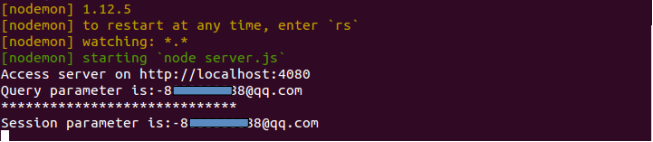 [nodemon] 1.12.5
[nodemon] to restart at any time, enter `rs`
[nodemon] watching: *.*
[nodemon] starting `node server.js`
Access server on http://localhost:4080
Query parameter is:-8 38@qq.com
******************************
Session parameter is:-8 38@qq.com